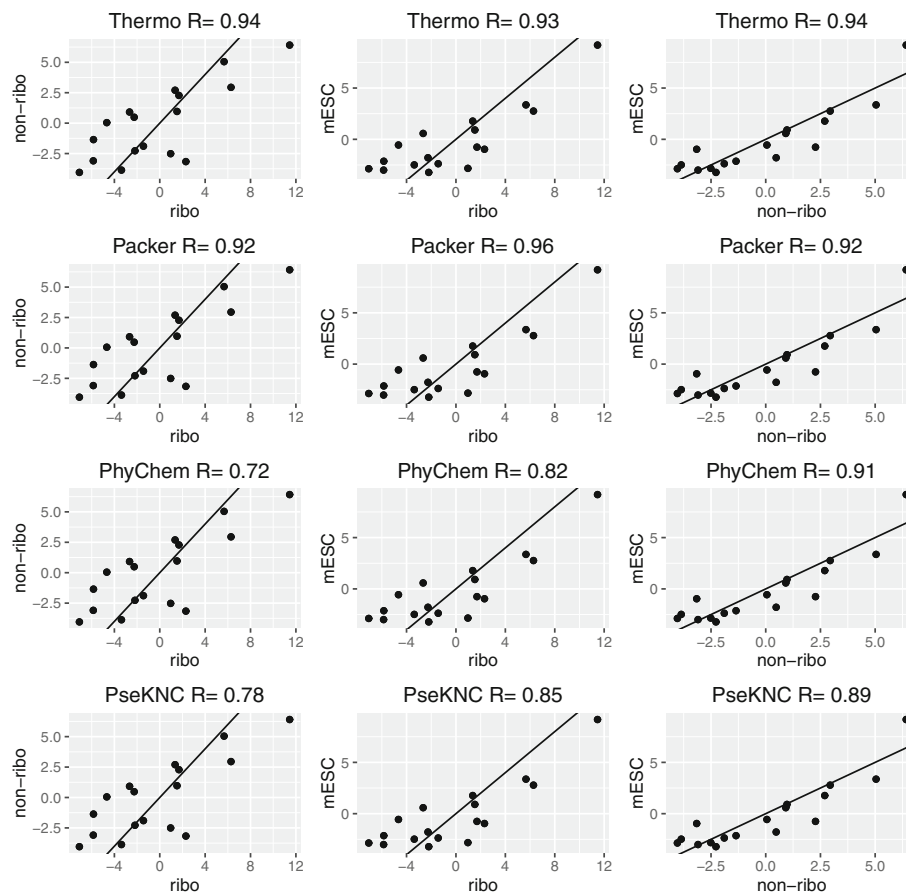 Thermo R= 0.94
non−ribo
5.0
2.5
0.0
−2.5
−4 0 4 8 12
ribo
Thermo R= 0.93
mESC
5
0
−4 0 4 8 12
ribo
Thermo R= 0.94
mESC
5
0
−2.5 0.0 2.5 5.0
non−ribo
Packer R= 0.92
non−ribo
5.0
2.5
0.0
−2.5
−4 0 4 8 12
ribo
Packer R= 0.96
mESC
5
0
−4 0 4 8 12
ribo
Packer R= 0.92
mESC
5
0
−2.5 0.0 2.5 5.0
non−ribo
PhyChem R= 0.72
non−ribo
5.0
2.5
0.0
−2.5
−4 0 4 8 12
ribo
PhyChem R= 0.82
mESC
5
0
−4 0 4 8 12
ribo
PhyChem R= 0.91
mESC
5
0
−2.5 0.0 2.5 5.0
non−ribo
PseKNC R= 0.78
non−ribo
5.0
2.5
0.0
−2.5
−4 0 4 8 12
ribo
PseKNC R= 0.85
mESC
5
0
−4 0 4 8 12
ribo
PseKNC R= 0.89
mESC
5
0
−2.5 0.0 2.5 5.0
non−ribo